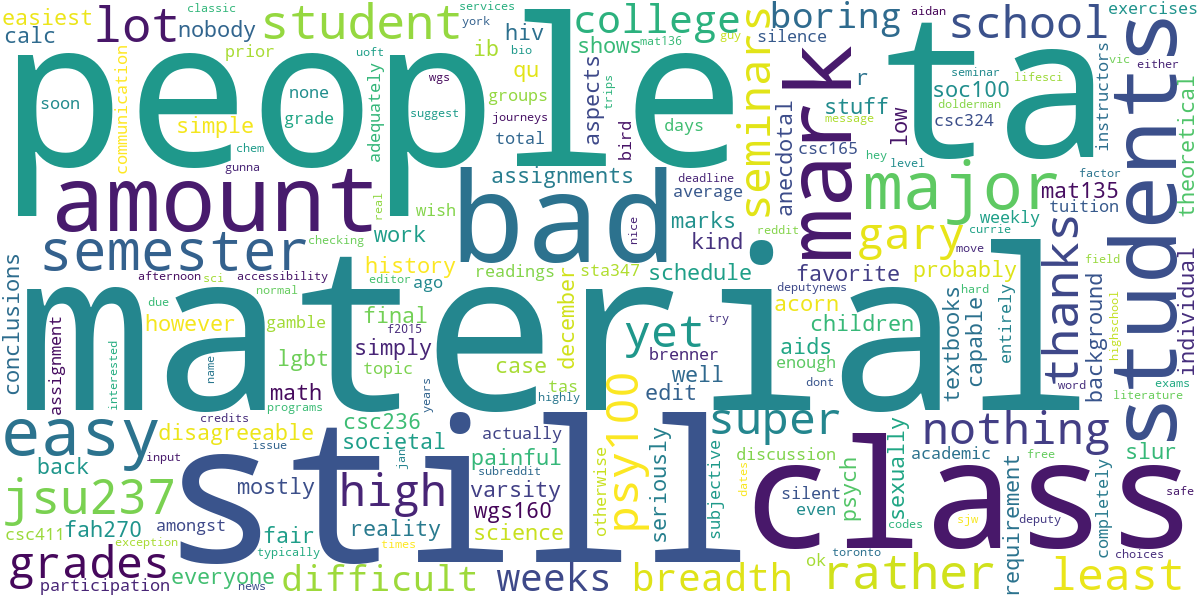 easiest
lot
nobody
student
classic
services
york
hiv
college
shows
mat136
guy
boring
silence
aidan
school
exercises
calc
communication
prior
uoft
ib
bio
qu
trips
seminars
r
seminar
lifesci
vic
either
people
ta
students
soon
none
grade
simple
adequately
wgs
suggest
journeys
groups
aspects
total
days
bird
mark
stuff
message
soc100
dolderman
csc324
low
instructors
theoretical
chem
gunna
anecdotal
csc165
hey
level
factor
amount
real
wish
bad
assignments
deadline
average
marks
kind
nice
reddit
major
mat135
tuition
weekly
semester
checking
work
gary
thanks
currie
move
field
individual
conclusions
afternoon
sci
accessibility
history
editor
ago
readings
sta347
schedule
deputynews
favorite
probably
hard
background
material
december
acorn
textbooks
capable
entirely
highschool
however
normal
due
gamble
final
f2015
yet
try
children
assignment
interested
name
lgbt
simply
topic
case
tas
brenner
well
aids
enough
dont
word
exams
math
programs
years
highly
edit
literature
easy
credits
csc236
super
nothing
disagreeable
issue
societal
actually
psy100
seriously
subjective
sexually
academic
free
slur
back
input
still
jan
subreddit
painful
otherwise
discussion
class
requirement
completely
safe
jsu237
mostly
high
varsity
wgs160
dates
silent
psych
even
codes
deputy
csc411
fah270
amongst
fair
reality
science
sjw
choices
exception
typically
times
ok
toronto
grades
participation
everyone
news
difficult
weeks
breadth
rather
least